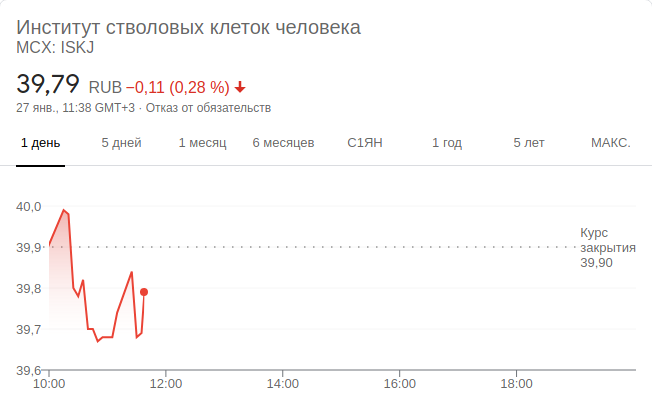 Институт стволовых клеток человека
MCX: ISKJ
39,79 RUB −0,11 (0,28 %)
27 янв., 11:38 GMT+3 · Отказ от обязательств
1 день 5 дней 1 месяц 6 месяцев С1ЯН 1 год 5 лет МАКС.
40,0
Курс
закрытия
39,90
39,9
39,8
39,7
39,6
10:00 12:00 14:00 16:00 18:00